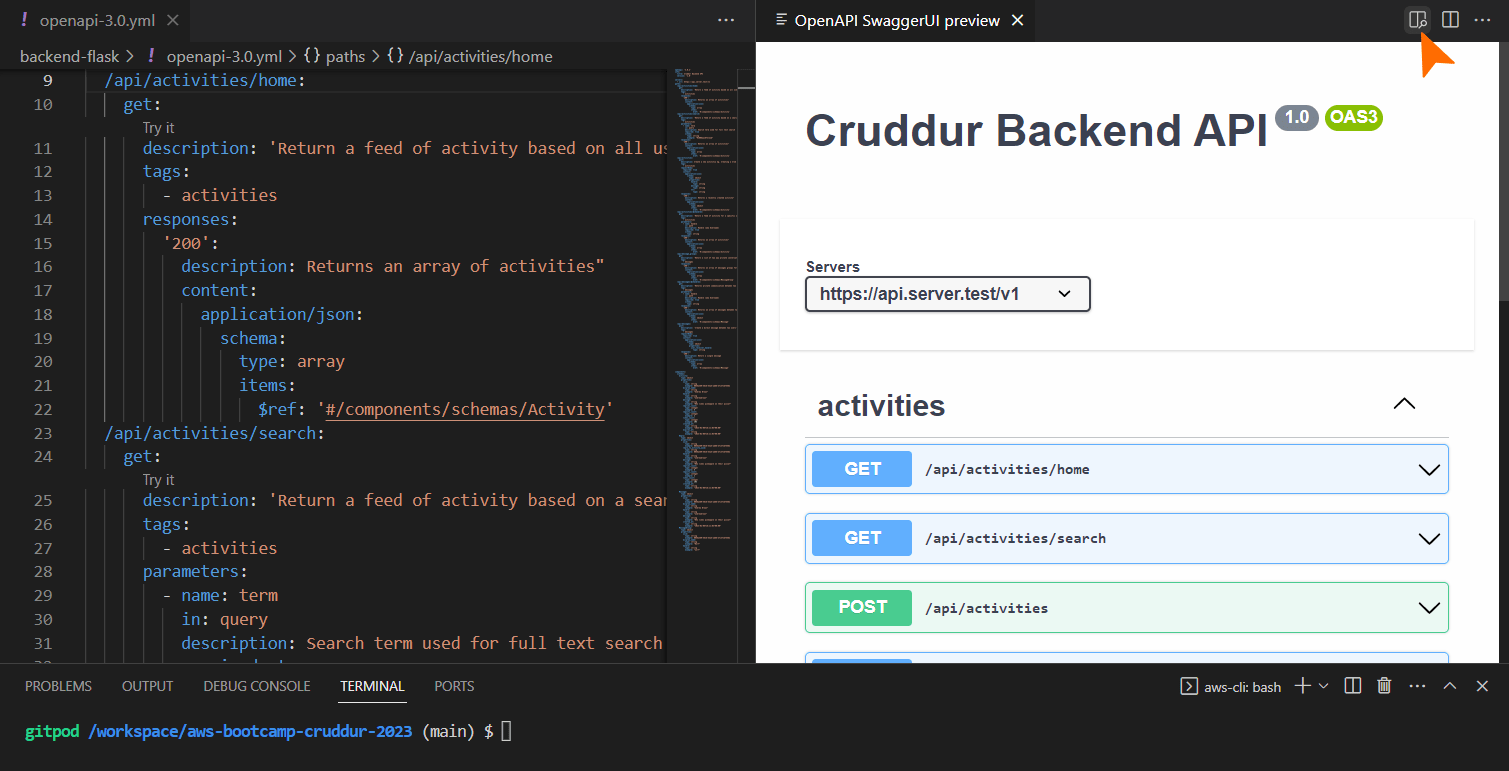 ! openapi-3.0.yml
OpenAPI SwaggerUI preview
backend-flask > ! openapi-3.0.yml > {} paths > {} /api/activities/home
9 /api/activities/home:
10 get:
Try it
11 description: 'Return a feed of activity based on all us
12 tags:
13 - activities
14 responses:
15 '200':
16 description: Returns an array of activities"
17 content:
18 application/json:
19 schema:
20 type: array
21 items:
22 $ref: '#/components/schemas/Activity'
23 /api/activities/search:
24 get:
Try it
25 description: 'Return a feed of activity based on a sear
26 tags:
27 - activities
28 parameters:
29 - name: term
30 in: query
31 description: Search term used for full text search
Cruddur Backend API 1.0 OAS3
Servers
https://api.server.test/v1
activities
GET /api/activities/home
GET /api/activities/search
POST /api/activities
PROBLEMS OUTPUT DEBUG CONSOLE TERMINAL PORTS
aws-cli: bash
gitpod /workspace/aws-bootcamp-cruddur-2023 (main) $